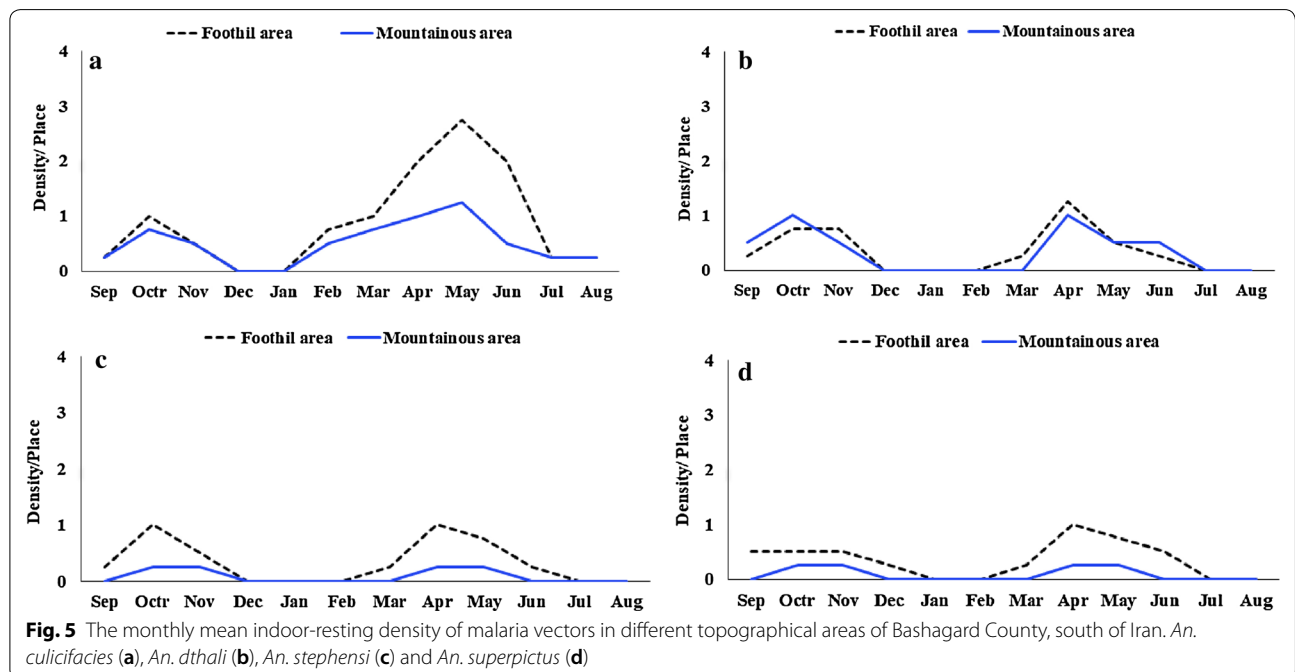 Foothil area Mountainous area
a
4
3
2
1
0
Density/ Place
Sep Octr Nov Dec Jan Feb Mar Apr May Jun Jul Aug
Foothil area Mountainous area
b
4
3
2
1
0
Density/ Place
Sep Octr Nov Dec Jan Feb Mar Apr May Jun Jul Aug
Foothil area Mountainous area
c
4
3
2
1
0
Density/Place
Sep Octr Nov Dec Jan Feb Mar Apr May Jun Jul Aug
Foothil area Mountainous area
d
4
3
2
1
0
Density/ Place
Sep Octr Nov Dec Jan Feb Mar Apr May Jun Jul Aug
Fig. 5 The monthly mean indoor-resting density of malaria vectors in different topographical areas of Bashagard County, south of Iran. An.
culicifacies (a), An. dthali (b), An. stephensi (c) and An. superpictus (d)